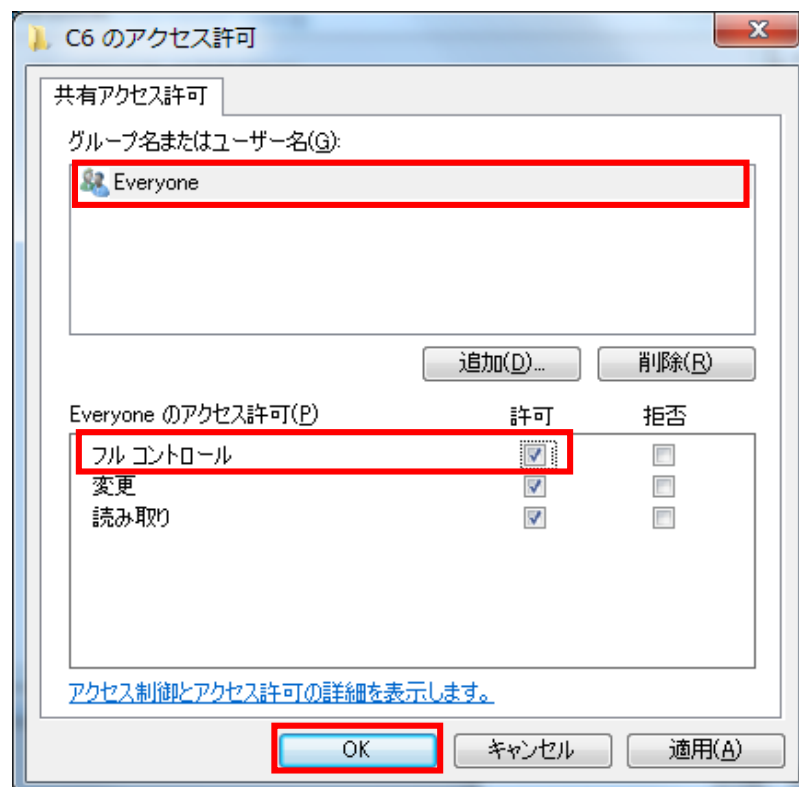 C6 のアクセス許可
共有アクセス許可
グループ名またはユーザー名(G):
Everyone
追加(D)... 削除(R)
Everyone のアクセス許可(P) 許可 拒否
フル コントロール
変更
読み取り
アクセス制御とアクセス許可の詳細を表示します。
OK キャンセル 適用(A)